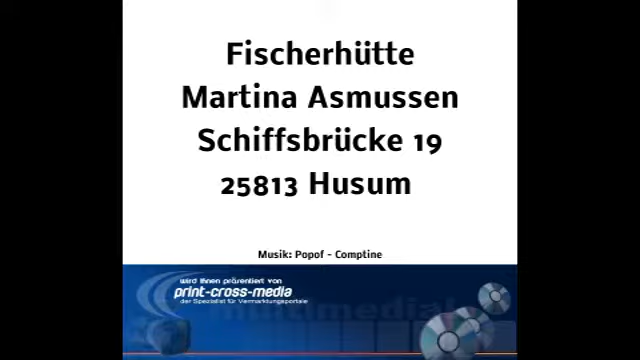 Fischerhütte
Martina Asmussen
Schiffsbrücke 19
25813 Husum
Musik: Popof - Comptine
wird Ihnen präsentiert von
print-cross-media
der Spezialist für Vermarktungsportale
multimedial